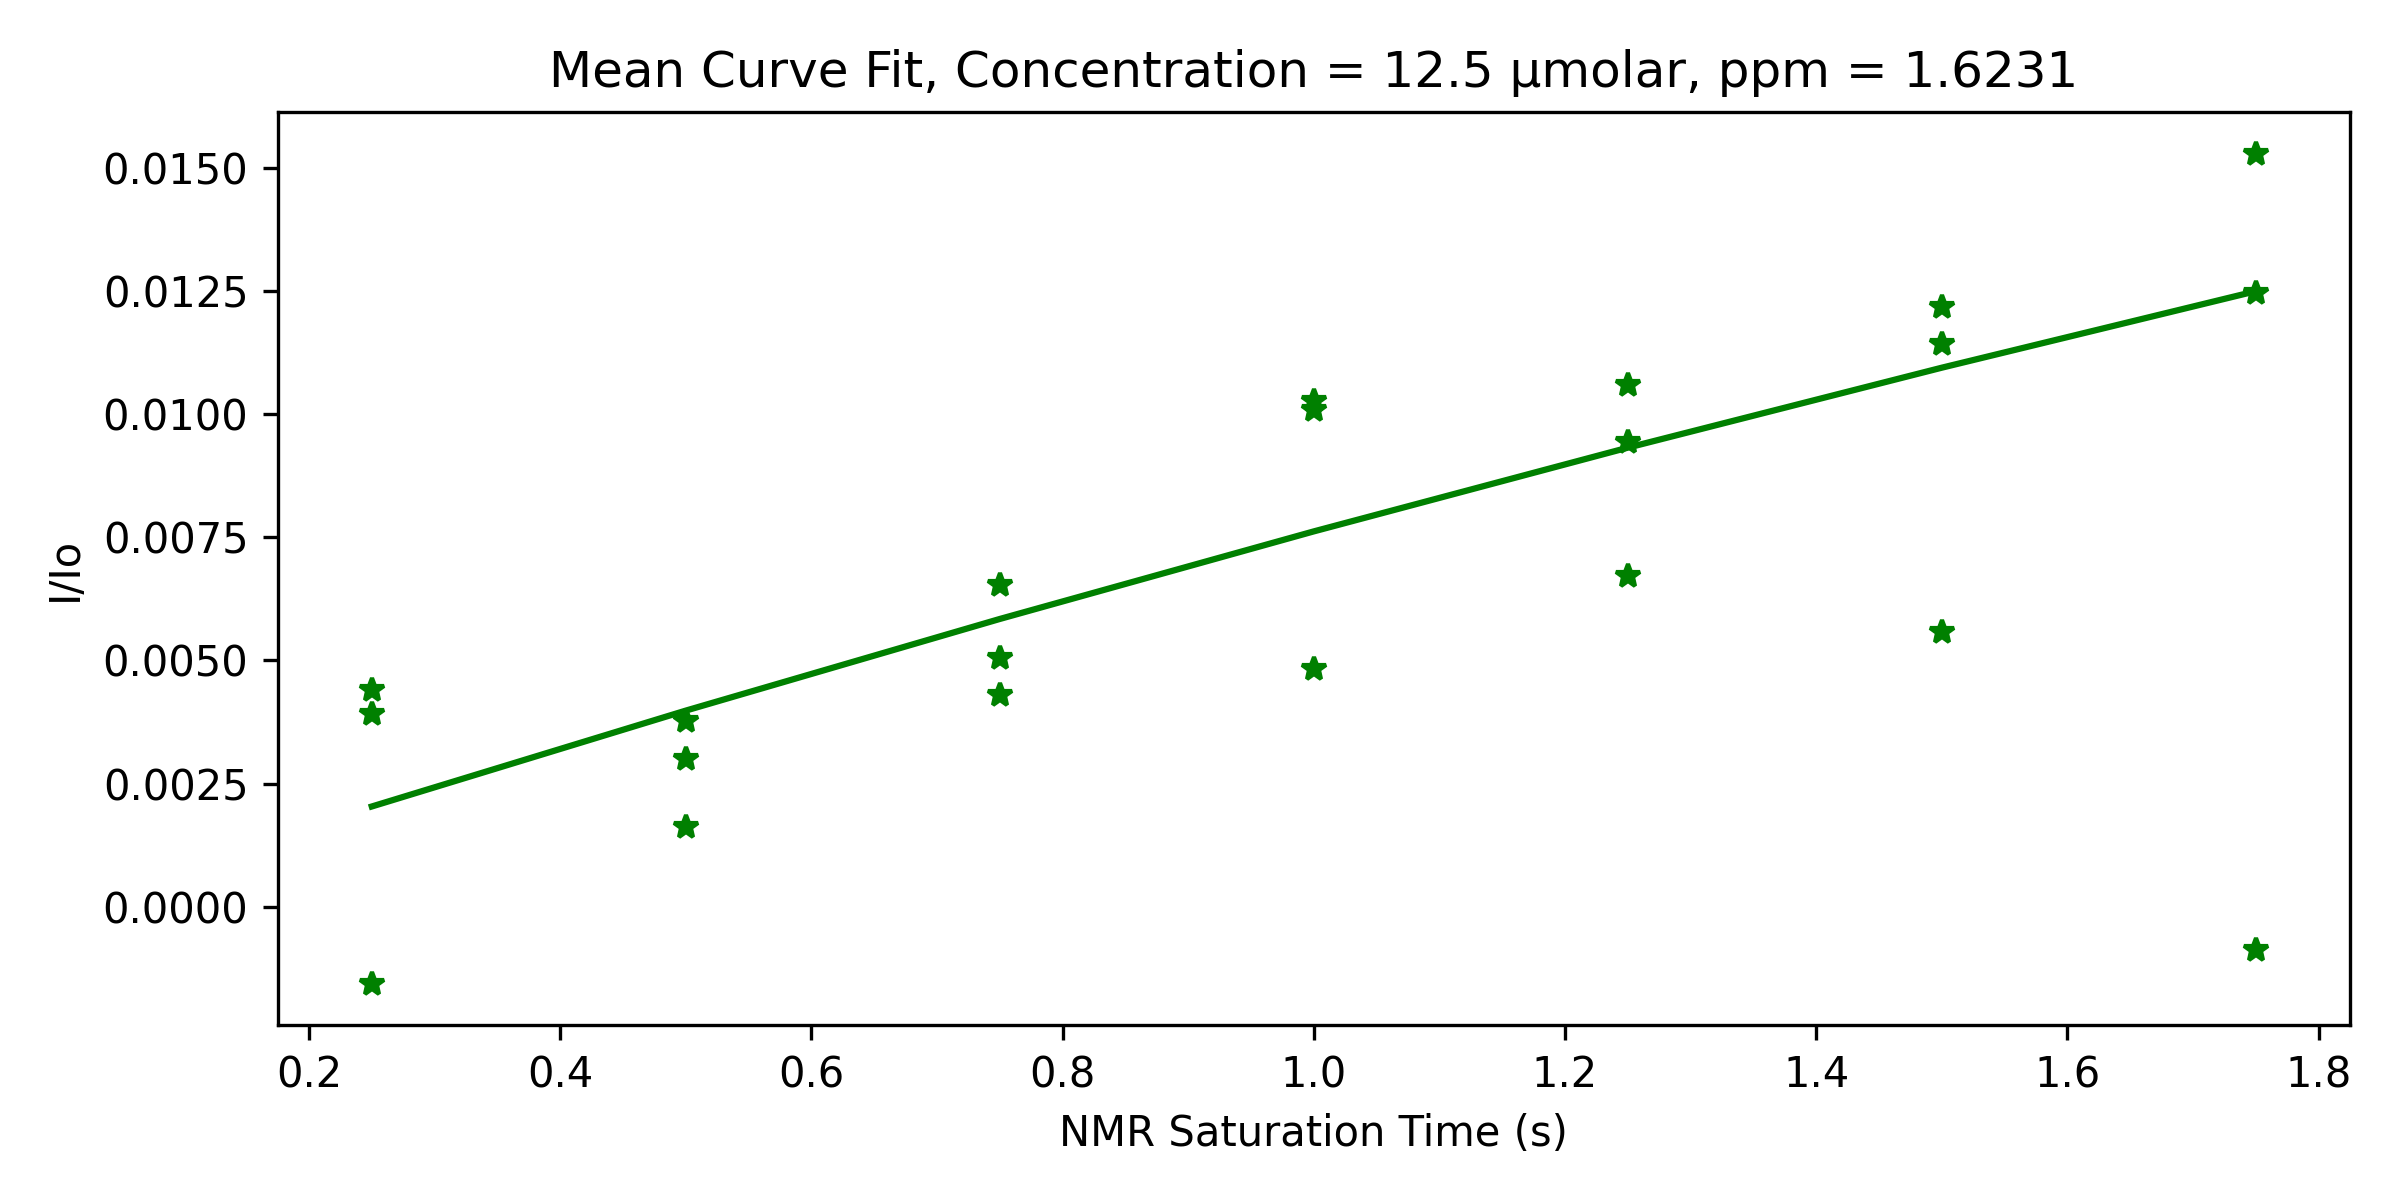 Mean Curve Fit, Concentration = 12.5 μmolar, ppm = 1.6231
0.0150
0.0125
0.0100
0.0075
0.0050
0.0025
0.0000
I/Io
0.2 0.4 0.6 0.8 1.0 1.2 1.4 1.6 1.8
NMR Saturation Time (s)